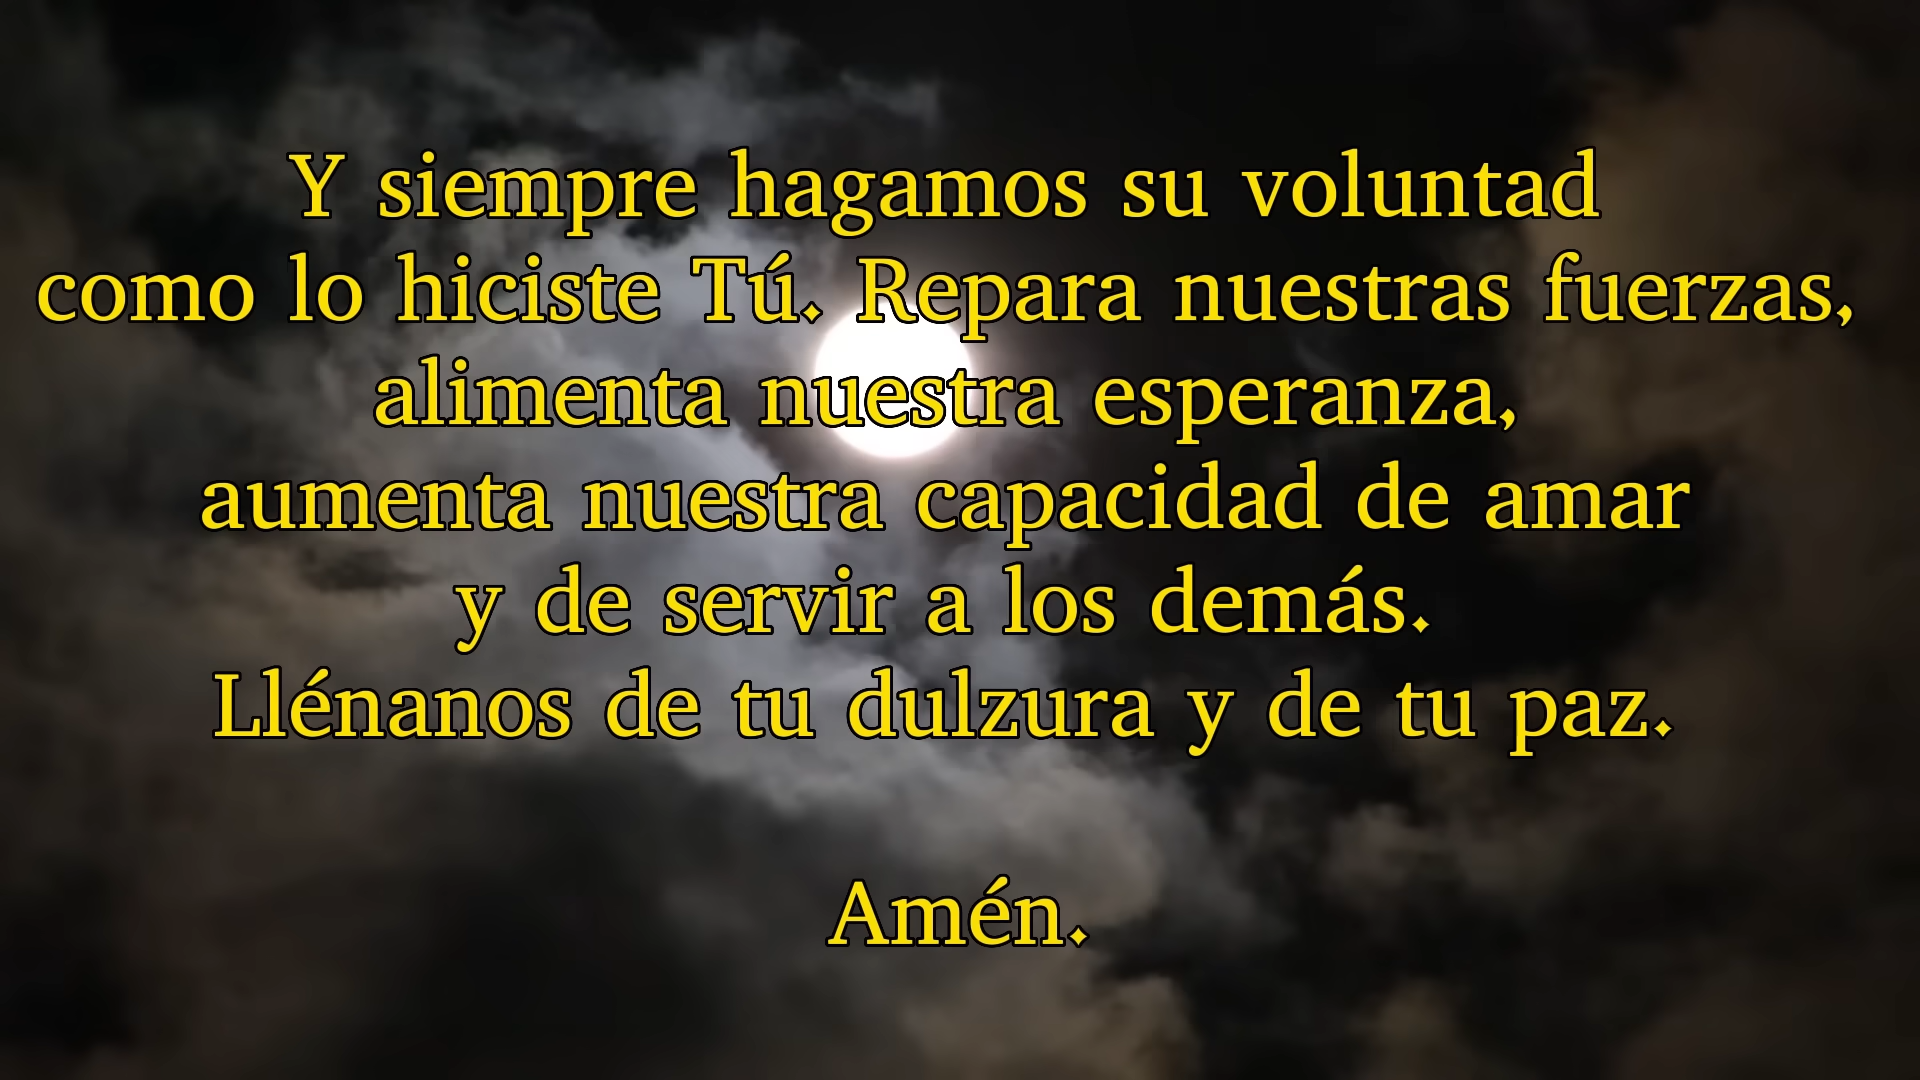 Y siempre hagamos su voluntad
como lo hiciste Tú. Repara nuestras fuerzas,
alimenta nuestra esperanza,
aumenta nuestra capacidad de amar
y de servir a los demás.
Llénanos de tu dulzura y de tu paz.
Amén.